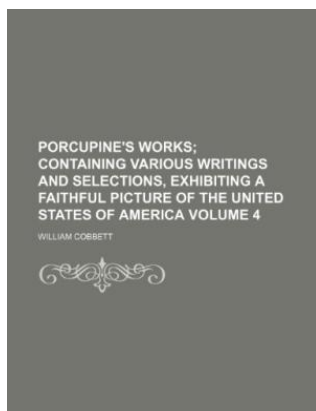 PORCUPINE'S WORKS;
CONTAINING VARIOUS WRITINGS
AND SELECTIONS, EXHIBITING A
FAITHFUL PICTURE OF THE UNITED
STATES OF AMERICA VOLUME 4
WILLIAM COBBETT